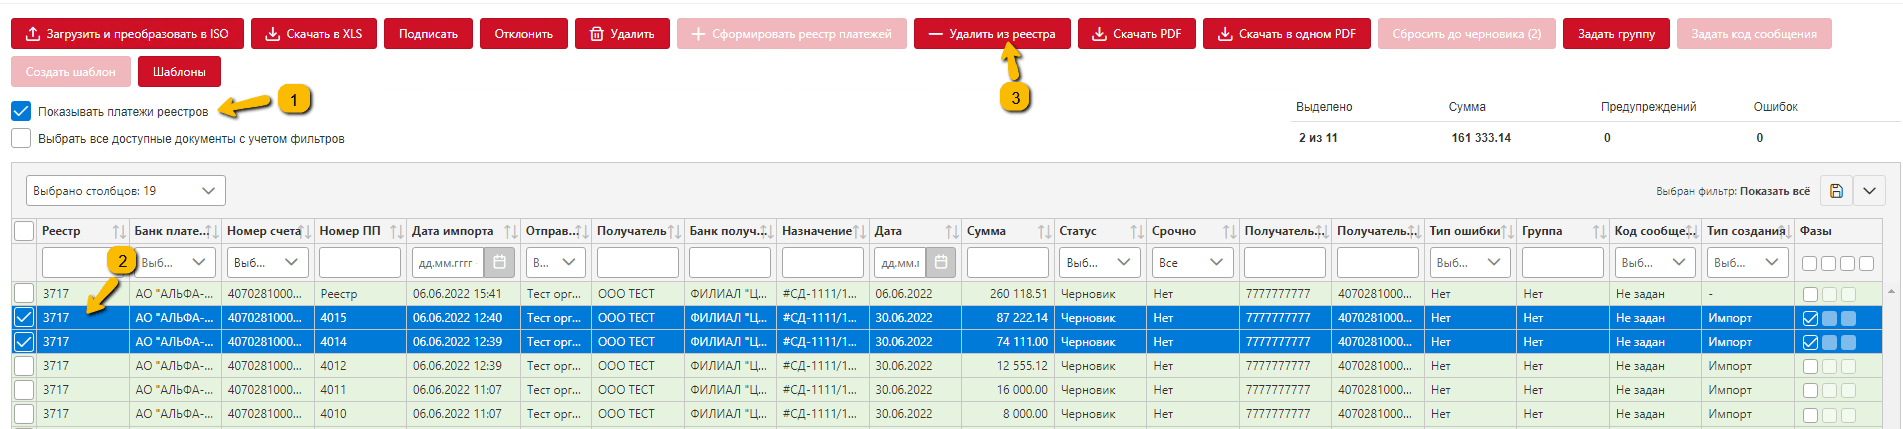 Загрузить и преобразовать в ISO Скачать в XLS Подписать Отклонить Удалить Сформировать реестр платежей Удалить из реестра Скачать PDF Скачать в одном PDF Сбросить до черновика (2) Задать группу Задать код сообщения
Создать шаблон Шаблоны
Показывать платежи реестров 1 3 Выделено Сумма Предупреждений Ошибок
Выбрать все доступные документы с учетом фильтров 2 из 11 161 333.14 0 0
Выбрано столбцов: 19 Выбран фильтр: Показать всё
Реестр Банк плате... Номер счета Номер ПП Дата импорта Отправ... Получатель Банк получ... Назначение Дата Сумма Статус Срочно Получатель... Получатель... Тип ошибки Группа Код сообще... Тип создания Фазы
2 Выб... Выб... дд.мм.гггг В... дд.мм.г Выб... Все Выб... Выб... Выб...
3717 АО "АЛЬФА-... 4070281000... Реестр 06.06.2022 15:41 Тест орг... ООО ТЕСТ ФИЛИАЛ "Ц... #СД-1111/1... 06.06.2022 260 118.51 Черновик Нет 7777777777 4070281000... Нет Нет Не задан -
3717 АО "АЛЬФА-... 4070281000... 4015 06.06.2022 12:40 Тест орг... ООО ТЕСТ ФИЛИАЛ "Ц... #СД-1111/1... 30.06.2022 87 222.14 Черновик Нет 7777777777 4070281000... Нет Нет Не задан Импорт
3717 АО "АЛЬФА-... 4070281000... 4014 06.06.2022 12:39 Тест орг... ООО ТЕСТ ФИЛИАЛ "Ц... #СД-1111/1... 30.06.2022 74 111.00 Черновик Нет 7777777777 4070281000... Нет Нет Не задан Импорт
3717 АО "АЛЬФА-... 4070281000... 4012 06.06.2022 12:39 Тест орг... ООО ТЕСТ ФИЛИАЛ "Ц... #СД-1111/1... 30.06.2022 12 555.12 Черновик Нет 7777777777 4070281000... Нет Нет Не задан Импорт
3717 АО "АЛЬФА-... 4070281000... 4011 06.06.2022 11:07 Тест орг... ООО ТЕСТ ФИЛИАЛ "Ц... #СД-1111/1... 30.06.2022 16 000.00 Черновик Нет 7777777777 4070281000... Нет Нет Не задан Импорт
3717 АО "АЛЬФА-... 4070281000... 4010 06.06.2022 11:07 Тест орг... ООО ТЕСТ ФИЛИАЛ "Ц... #СД-1111/1... 30.06.2022 8 000.00 Черновик Нет 7777777777 4070281000... Нет Нет Не задан Импорт